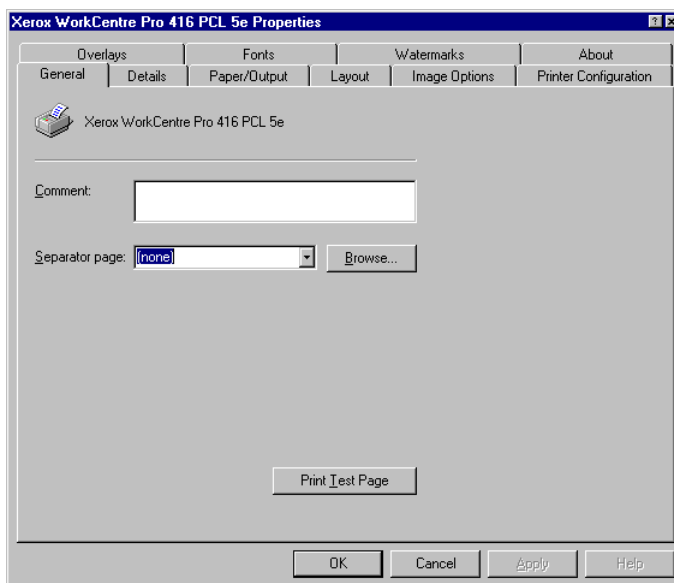 Xerox WorkCentre Pro 416 PCL 5e Properties
Overlays Fonts Watermarks About
General Details Paper/Output Layout Image Options Printer Configuration
Xerox WorkCentre Pro 416 PCL 5e
Comment:
Separator page: (none) Browse...
Print Test Page
OK Cancel Apply Help